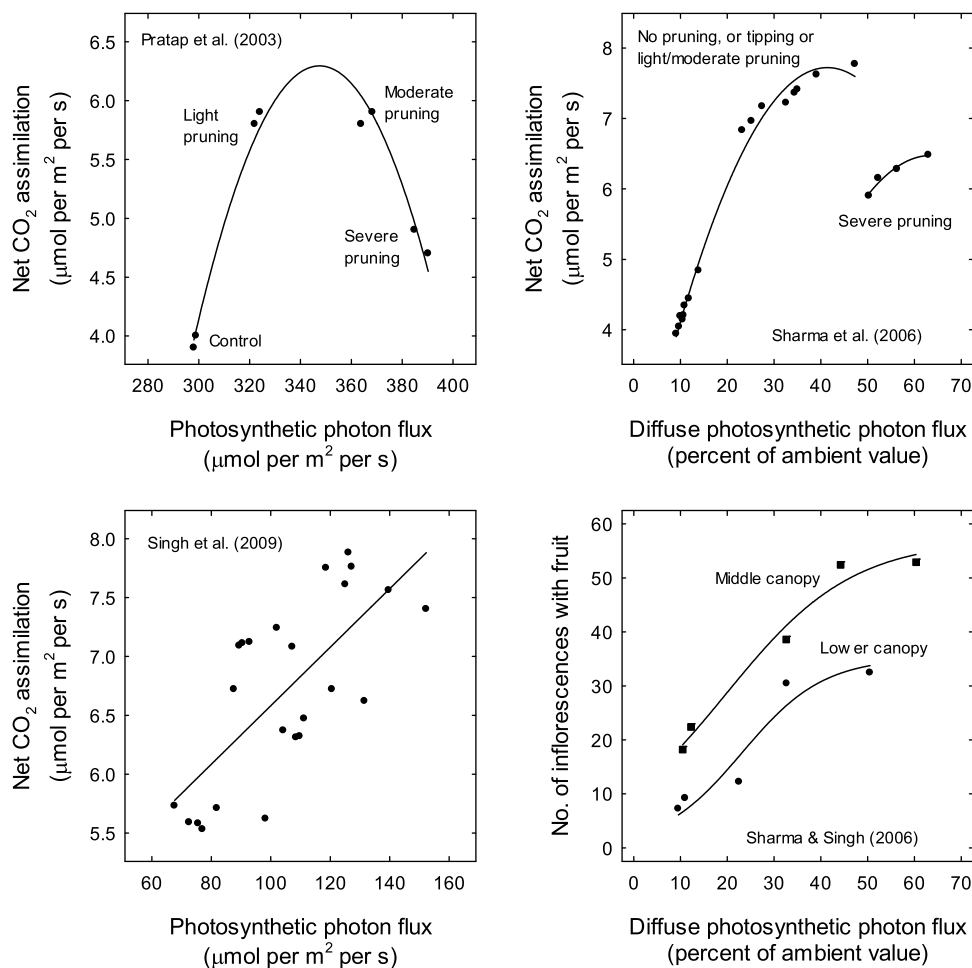 Pratap et al. (2003)
Net CO₂ assimilation
(μmol per m² per s)
6.5
6.0
5.5
5.0
4.5
4.0
Light
pruning
Moderate
pruning
Severe
pruning
Control
280 300 320 340 360 380 400
Photosynthetic photon flux
(μmol per m² per s)
No pruning, or tipping or
light/moderate pruning
Net CO₂ assimilation
(μmol per m² per s)
8
7
6
5
4
Severe pruning
Sharma et al. (2006)
0 10 20 30 40 50 60 70
Diffuse photosynthetic photon flux
(percent of ambient value)
Singh et al. (2009)
Net CO₂ assimilation
(μmol per m² per s)
8.0
7.5
7.0
6.5
6.0
5.5
60 80 100 120 140 160
Photosynthetic photon flux
(μmol per m² per s)
No. of inflorescences with fruit
60
50
40
30
20
10
0
Middle canopy
Lower canopy
Sharma & Singh (2006)
0 10 20 30 40 50 60 70
Diffuse photosynthetic photon flux
(percent of ambient value)